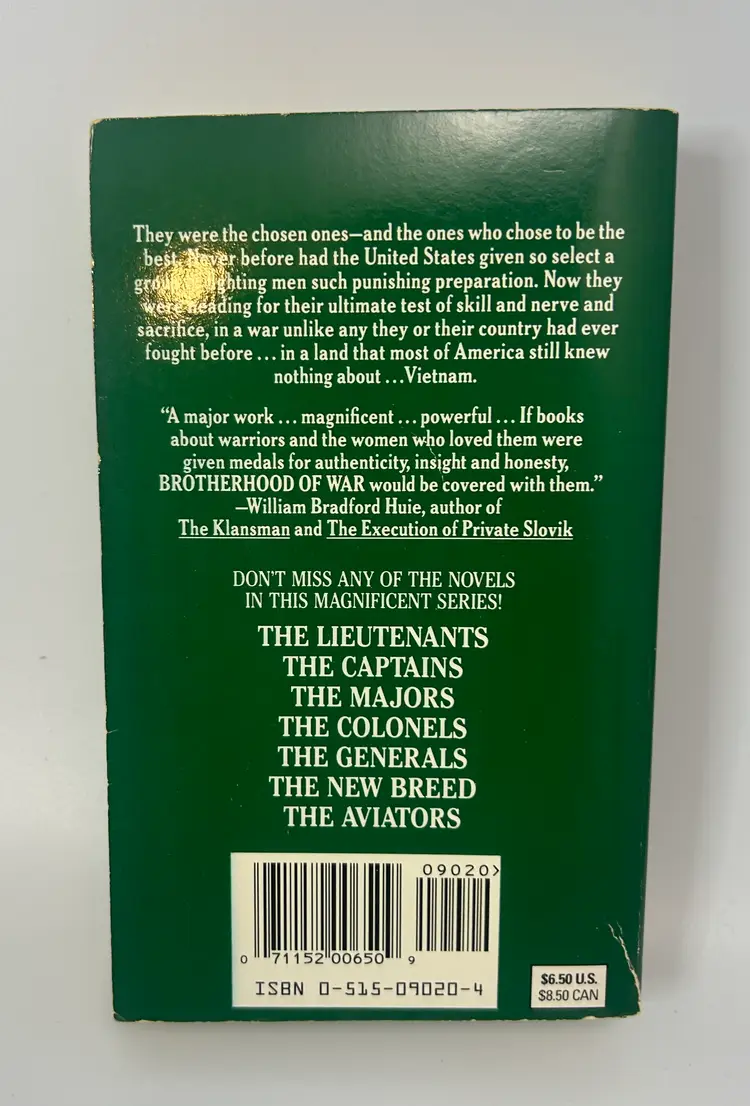 They were the chosen ones—and the ones who chose to be the
best. Never before had the United States given so select a
group fighting men such punishing preparation. Now they
were heading for their ultimate test of skill and nerve and
sacrifice, in a war unlike any they or their country had ever
fought before ... in a land that most of America still knew
nothing about ...Vietnam.
“A major work ... magnificent ... powerful ... If books
about warriors and the women who loved them were
given medals for authenticity, insight and honesty,
BROTHERHOOD OF WAR would be covered with them.”
—William Bradford Huie, author of
The Klansman and The Execution of Private Slovik
DON'T MISS ANY OF THE NOVELS
IN THIS MAGNIFICENT SERIES!
THE LIEUTENANTS
THE CAPTAINS
THE MAJORS
THE COLONELS
THE GENERALS
THE NEW BREED
THE AVIATORS
09020>
0 71152 00650 9
ISBN 0-515-09020-4
$6.50 U.S.
$8.50 CAN